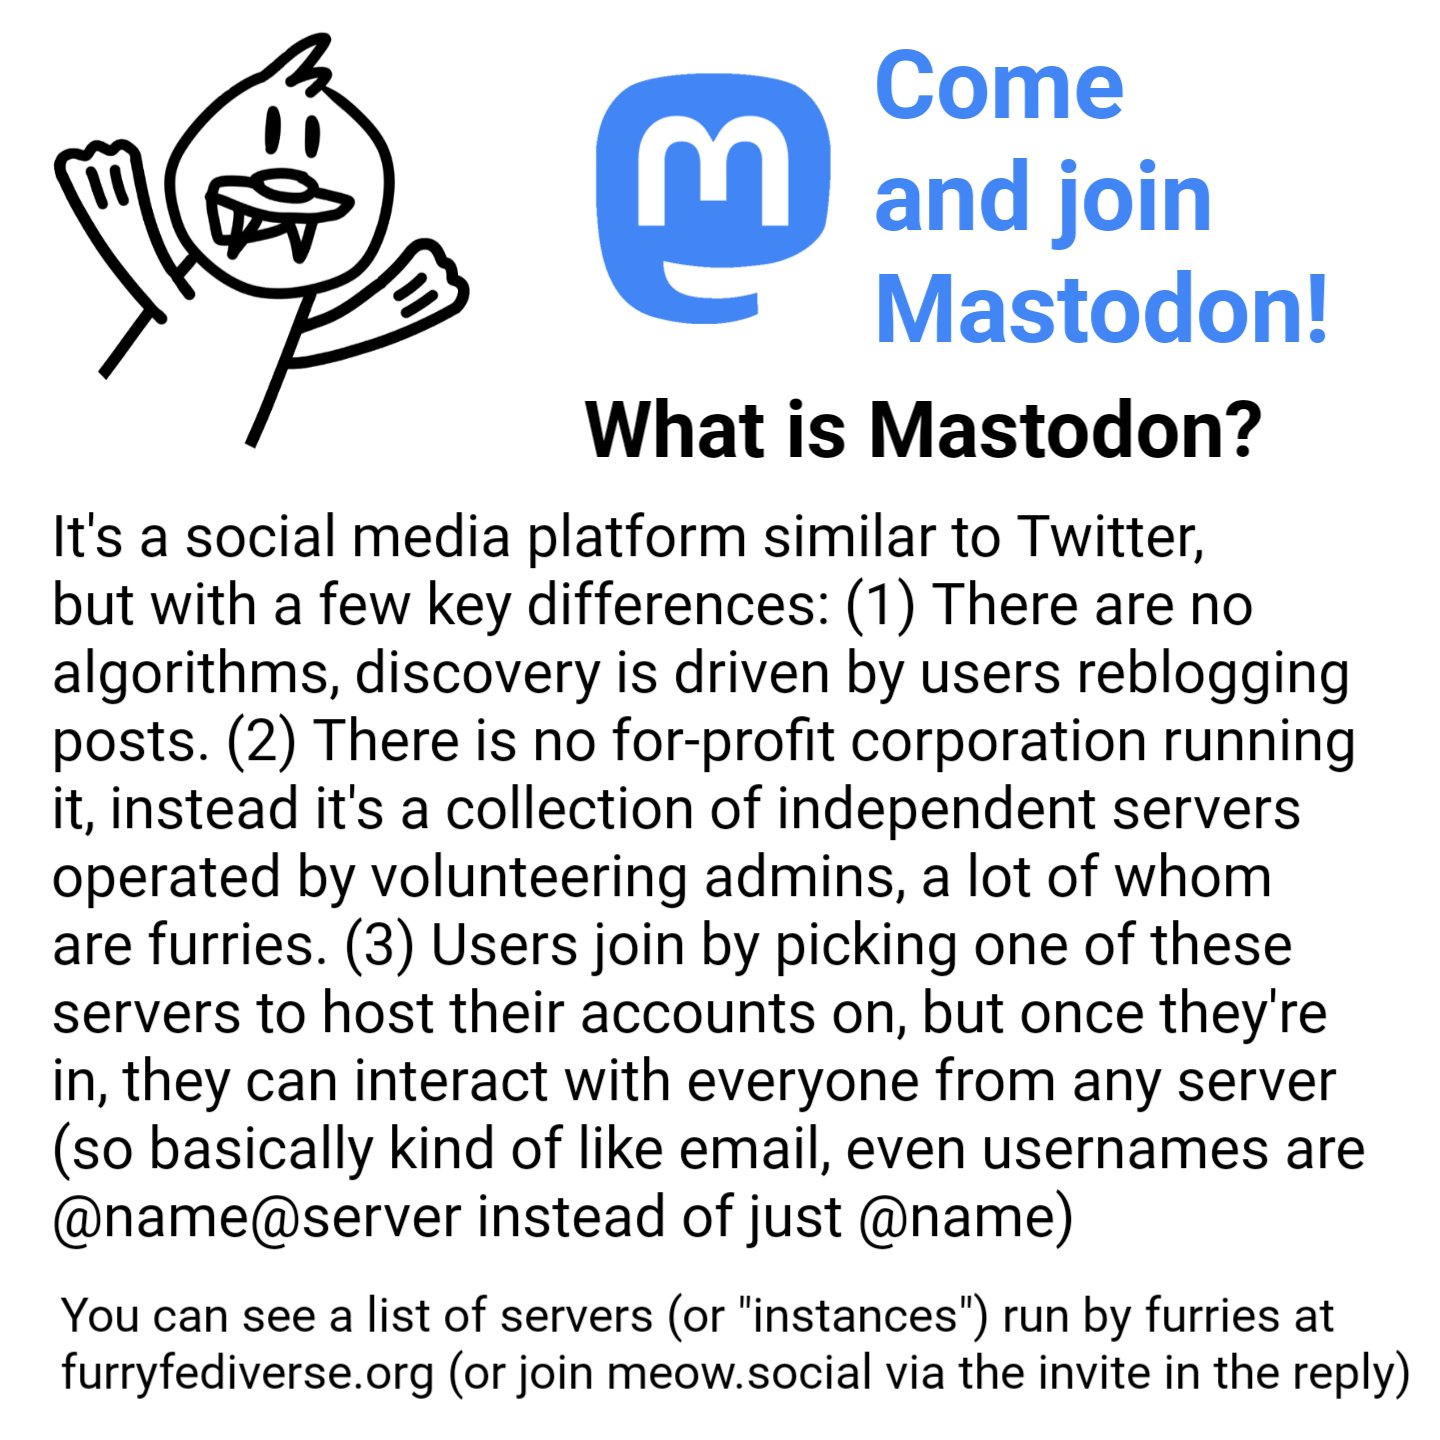 Come
and join
Mastodon!
What is Mastodon?
It's a social media platform similar to Twitter,
but with a few key differences: (1) There are no
algorithms, discovery is driven by users reblogging
posts. (2) There is no for-profit corporation running
it, instead it's a collection of independent servers
operated by volunteering admins, a lot of whom
are furries. (3) Users join by picking one of these
servers to host their accounts on, but once they're
in, they can interact with everyone from any server
(so basically kind of like email, even usernames are
@name@server instead of just @name)
You can see a list of servers (or "instances") run by furries at
furryfediverse.org (or join meow.social via the invite in the reply)